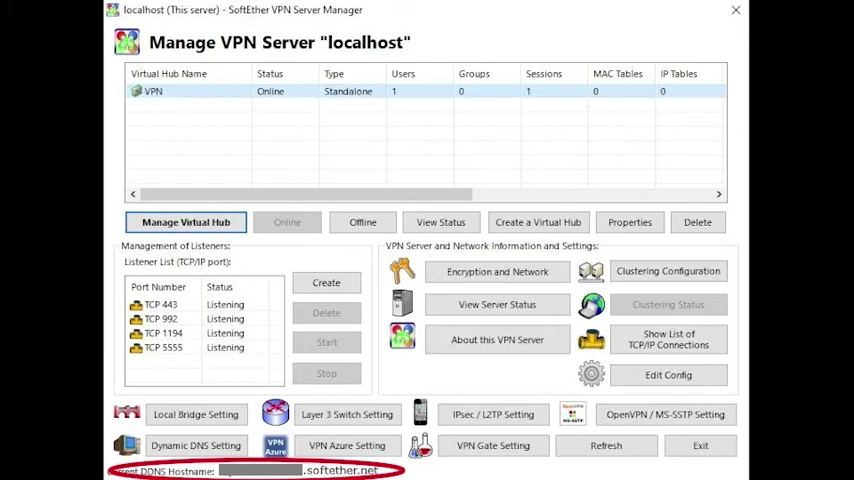 localhost (This server) - SoftEther VPN Server Manager
Manage VPN Server "localhost"
Virtual Hub Name Status Type Users Groups Sessions MAC Tables IP Tables
VPN Online Standalone 1 0 1 0 0
Manage Virtual Hub Online Offline View Status Create a Virtual Hub Properties Delete
Management of Listeners:
Listener List (TCP/IP port):
Port Number Status
TCP 443 Listening
TCP 992 Listening
TCP 1194 Listening
TCP 5555 Listening
Create
Delete
Start
Stop
VPN Server and Network Information and Settings:
Encryption and Network
Clustering Configuration
View Server Status
Clustering Status
About this VPN Server
Show List of
TCP/IP Connections
Edit Config
Local Bridge Setting
Layer 3 Switch Setting
IPsec / L2TP Setting
OpenVPN
MS-SSTP
OpenVPN / MS-SSTP Setting
Dynamic DNS Setting
VPN
Azure
VPN Azure Setting
VPN Gate Setting
Refresh
Exit
DDNS Hostname: .softether.net